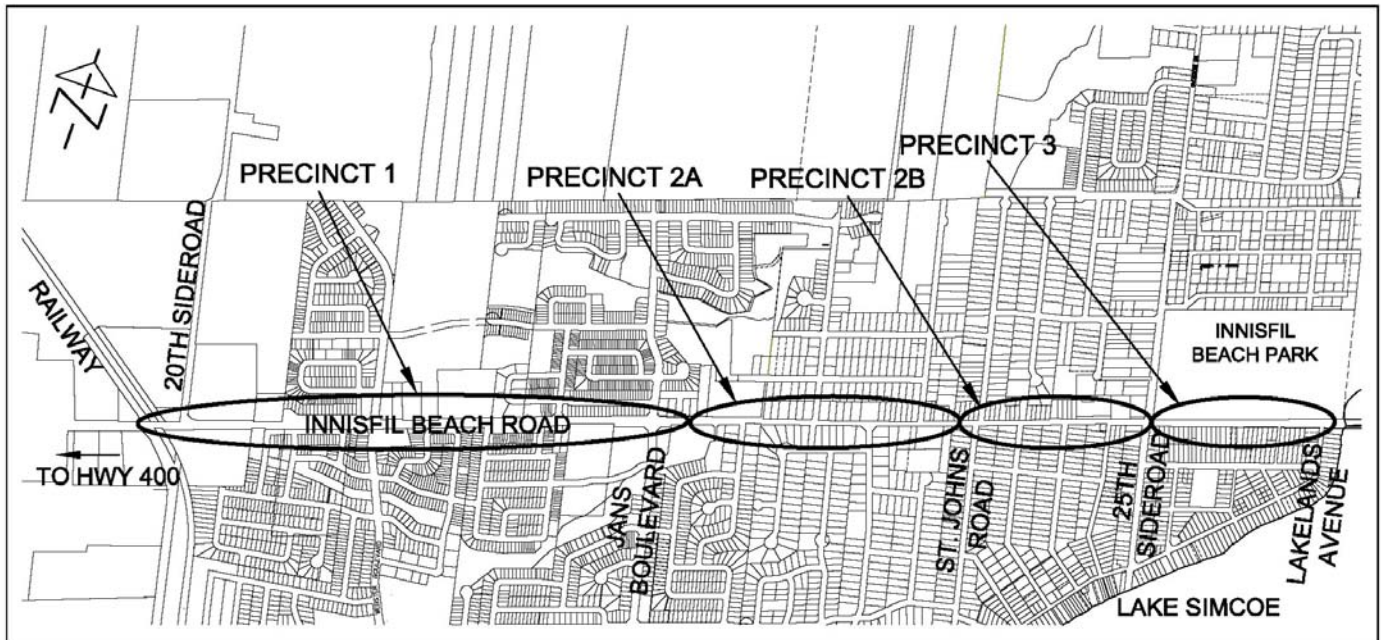 N
PRECINCT 1
PRECINCT 2A
PRECINCT 2B
PRECINCT 3
RAILWAY
20TH SIDEROAD
INNISFIL
BEACH PARK
INNISFIL BEACH ROAD
TO HWY 400
JANS
BOULEVARD
ST. JOHNS
ROAD
25TH
SIDEROAD
LAKELANDS
AVENUE
LAKE SIMCOE